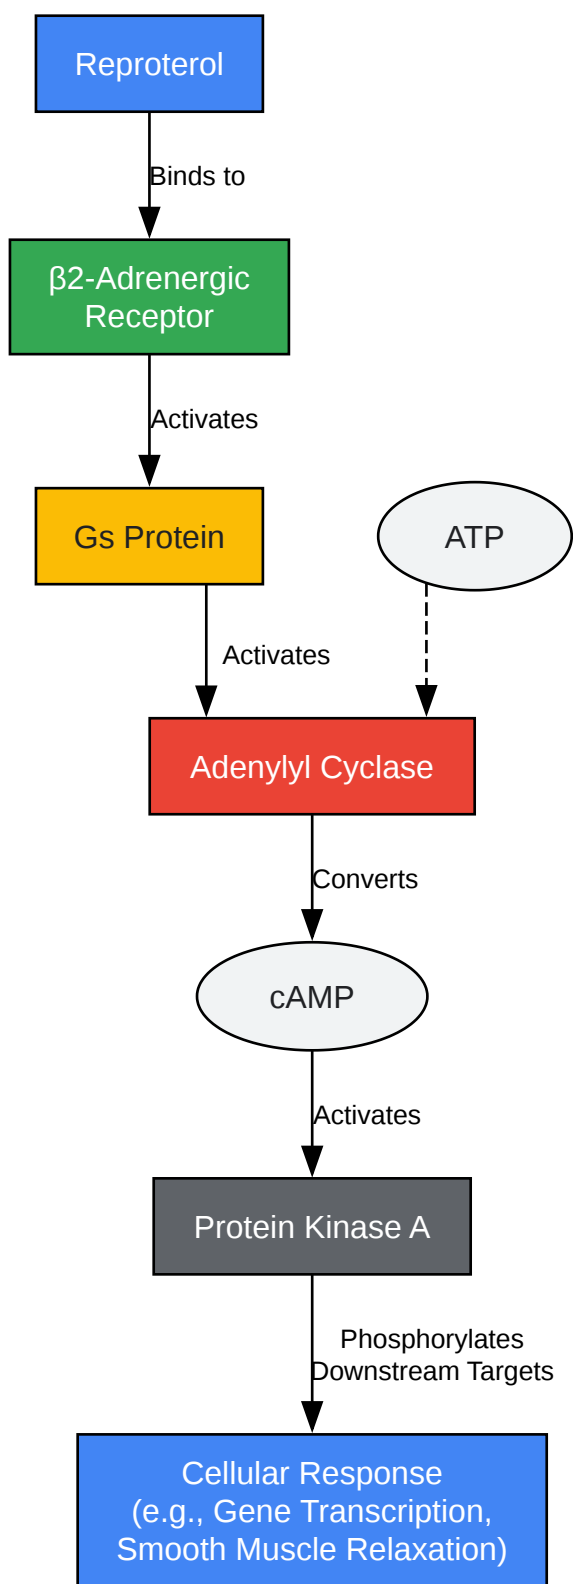 Reproterol
Binds to
β2-Adrenergic
Receptor
Activates
Gs Protein
ATP
Activates
Adenylyl Cyclase
Converts
cAMP
Activates
Protein Kinase A
Phosphorylates
Downstream Targets
Cellular Response
(e.g., Gene Transcription,
Smooth Muscle Relaxation)